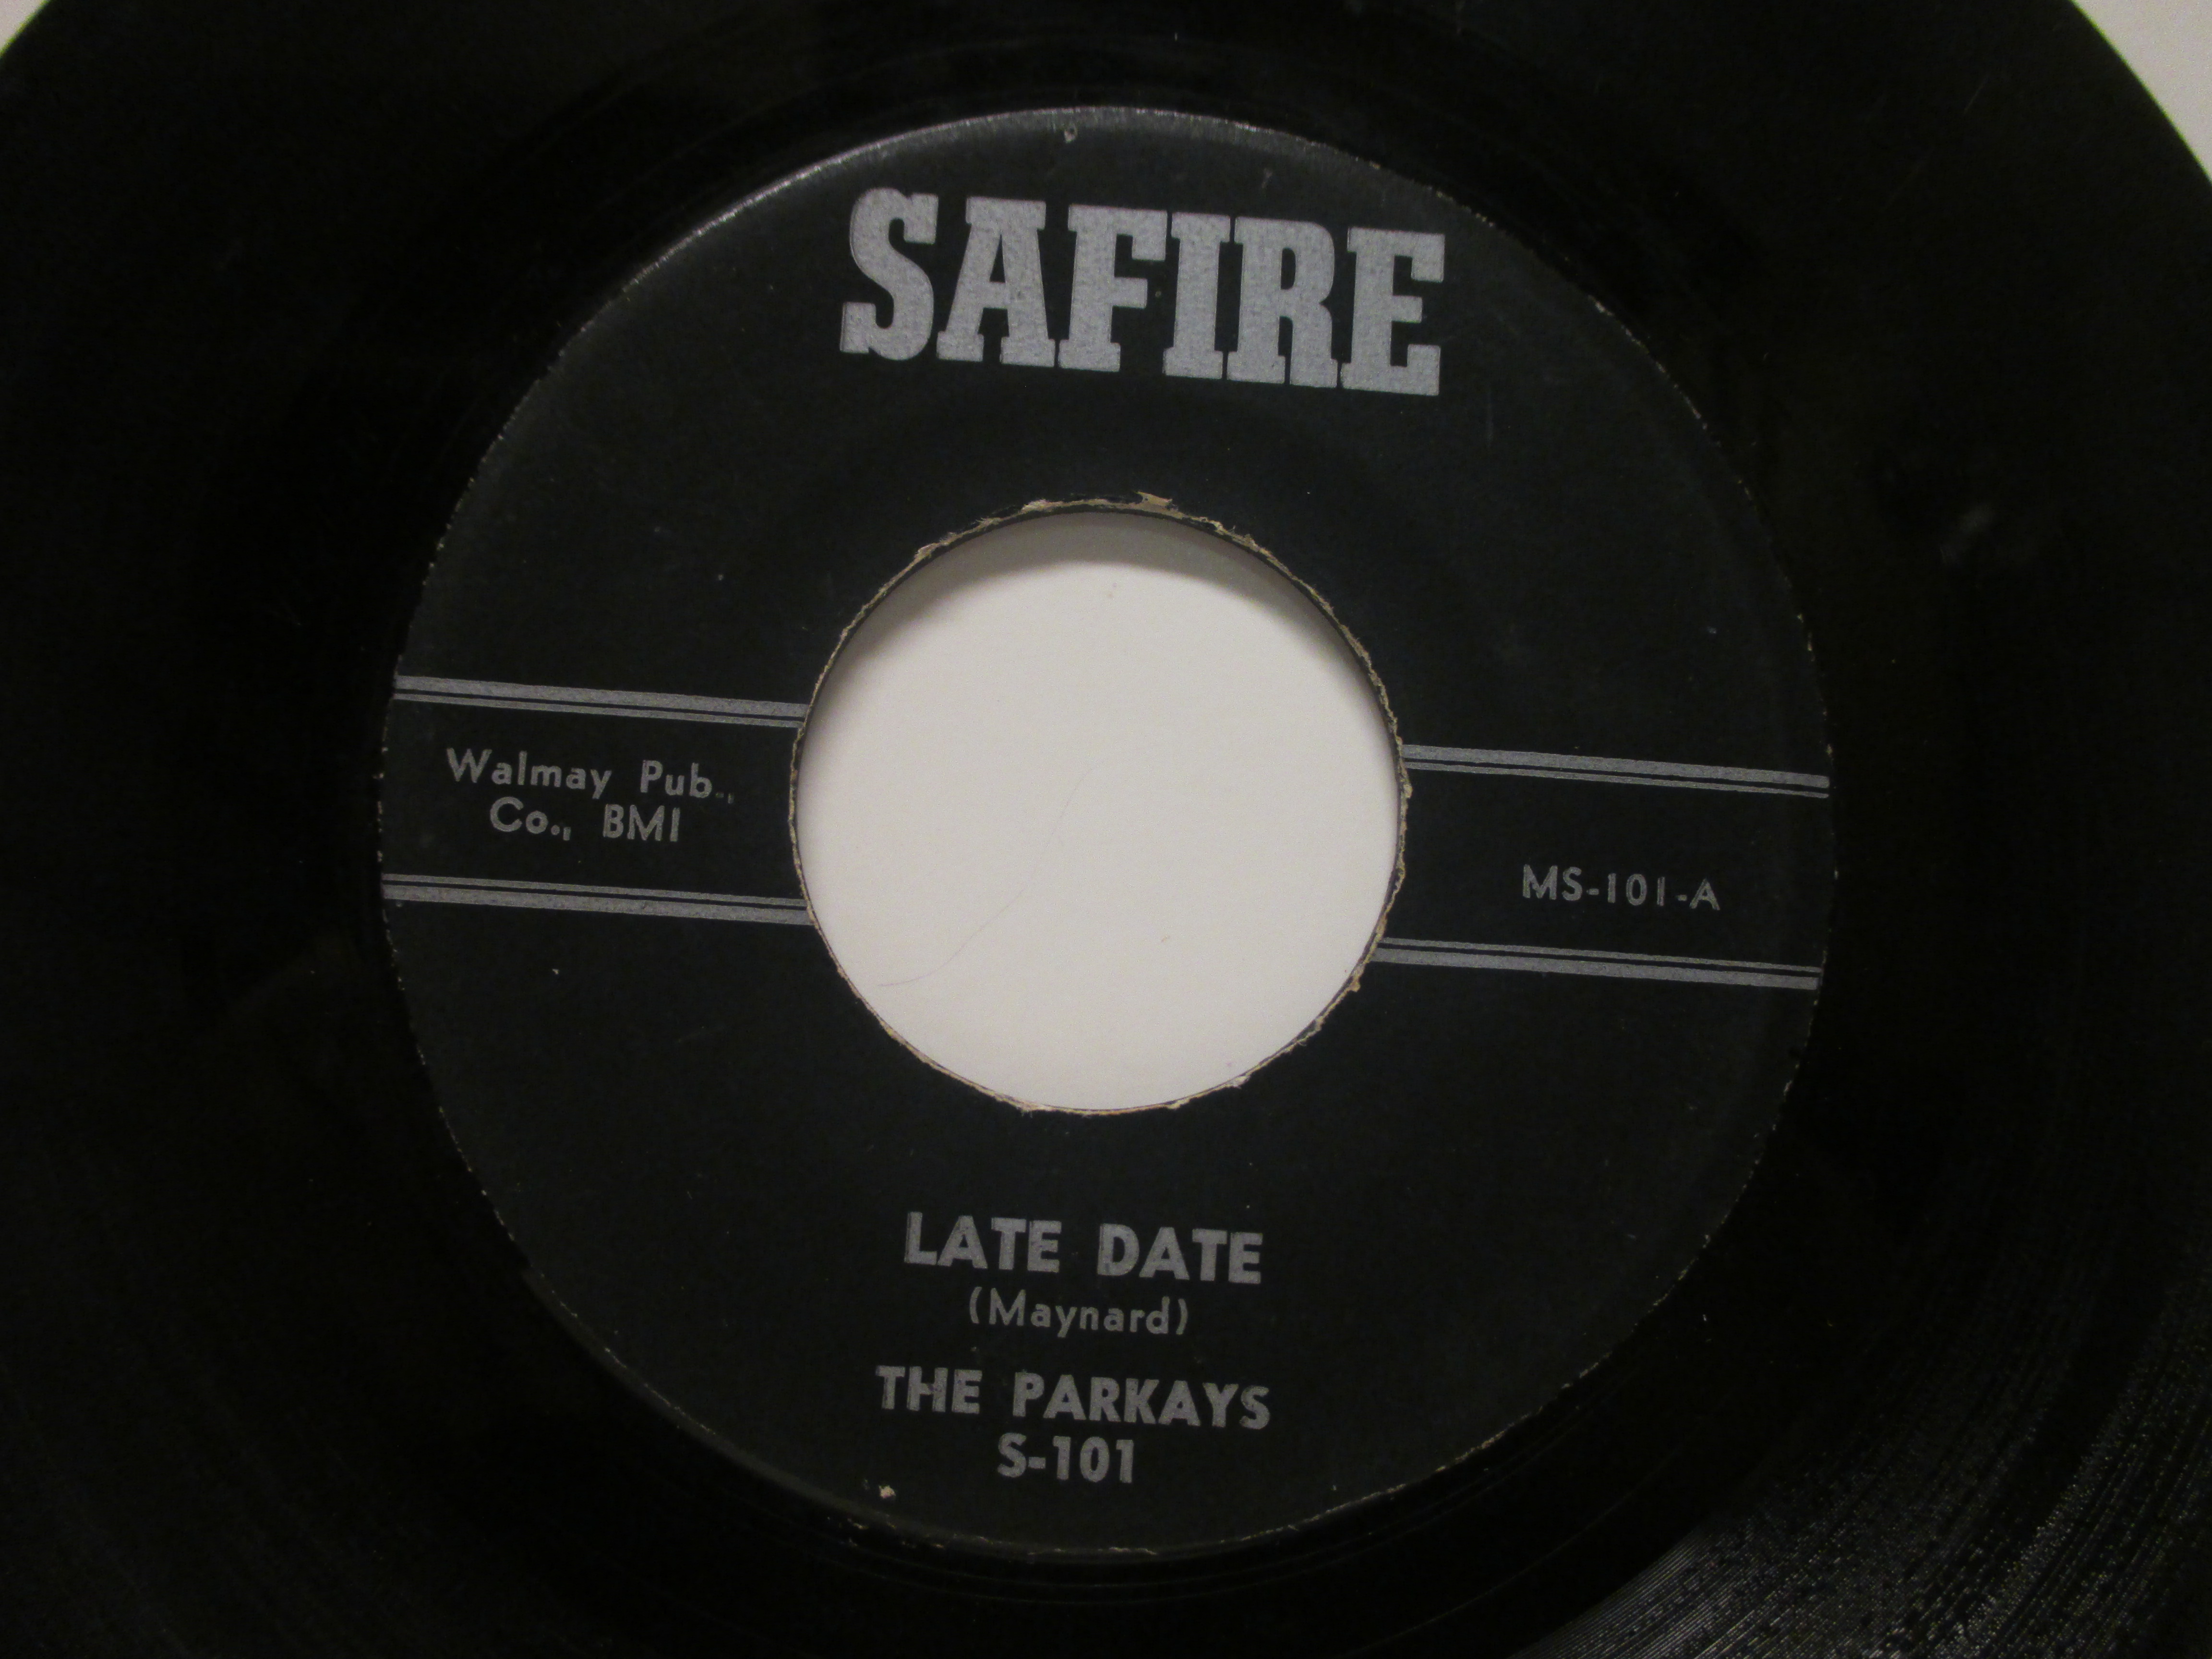 SAFIRE
Walmay Pub.,
Co., BMI
MS-101-A
LATE DATE
(Maynard)
THE PARKAYS
S-101